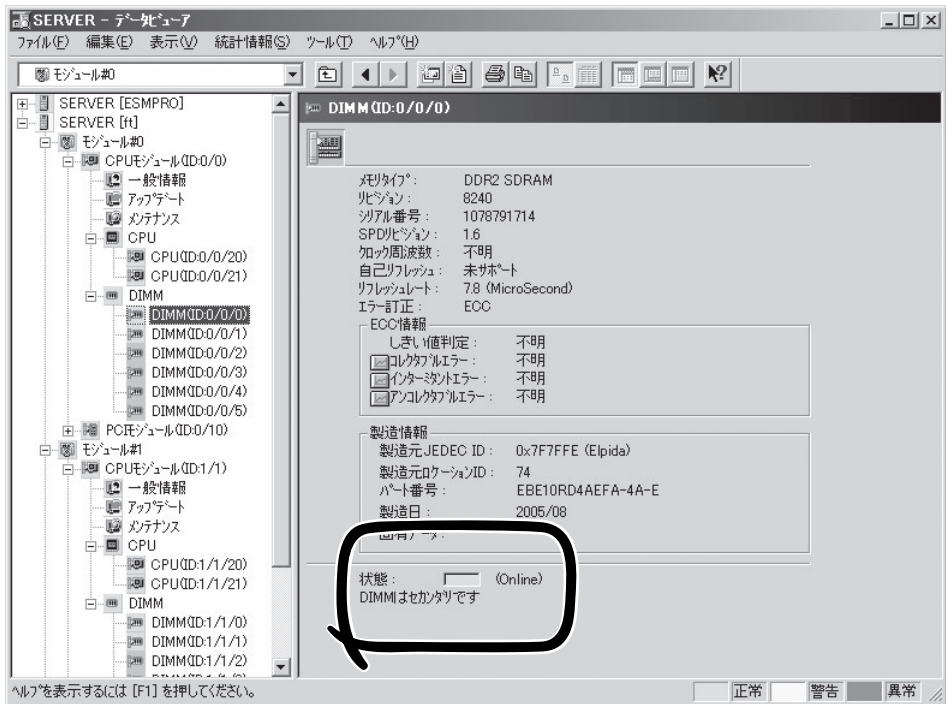 SERVER - データビューア
ファイル(F) 編集(E) 表示(V) 統計情報(S) ツール(T) ヘルプ(H)
モジュール#0
SERVER [ESMPRO]
SERVER [ft]
モジュール#0
CPUモジュール(ID:0/0)
一般情報
アップデート
メンテナンス
CPU
CPU(ID:0/0/20)
CPU(ID:0/0/21)
DIMM
DIMM(ID:0/0/0)
DIMM(ID:0/0/1)
DIMM(ID:0/0/2)
DIMM(ID:0/0/3)
DIMM(ID:0/0/4)
DIMM(ID:0/0/5)
PCIモジュール(ID:0/10)
モジュール#1
CPUモジュール(ID:1/1)
一般情報
アップデート
メンテナンス
CPU
CPU(ID:1/1/20)
CPU(ID:1/1/21)
DIMM
DIMM(ID:1/1/0)
DIMM(ID:1/1/1)
DIMM(ID:1/1/2)
DIMM(ID:0/0/0)
メモリタイプ: DDR2 SDRAM
リビジョン: 8240
シリアル番号: 1078791714
SPDリビジョン: 1.6
クロック周波数: 不明
自己リフレッシュ: 未サポート
リフレッシュレート: 7.8 (MicroSecond)
エラー訂正: ECC
ECC情報
しきい値判定: 不明
コレクタブルエラー: 不明
インターミタントエラー: 不明
アンコレクタブルエラー: 不明
製造情報
製造元JEDEC ID: 0x7F7FFE (Elpida)
製造元ロケーションID: 74
パート番号: EBE10RD4AEFA-4A-E
製造日: 2005/08
固有データ:
状態: (Online)
DIMMはセカンダリです
ヘルプを表示するには [F1] を押してください。
正常 警告 異常